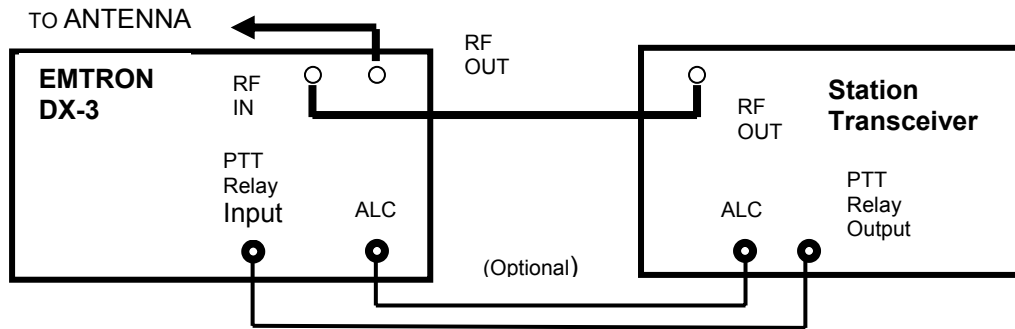 TO ANTENNA
EMTRON
DX-3
RF
IN
RF
OUT
PTT
Relay
Input
ALC
(Optional)
RF
OUT
Station
Transceiver
ALC
PTT
Relay
Output